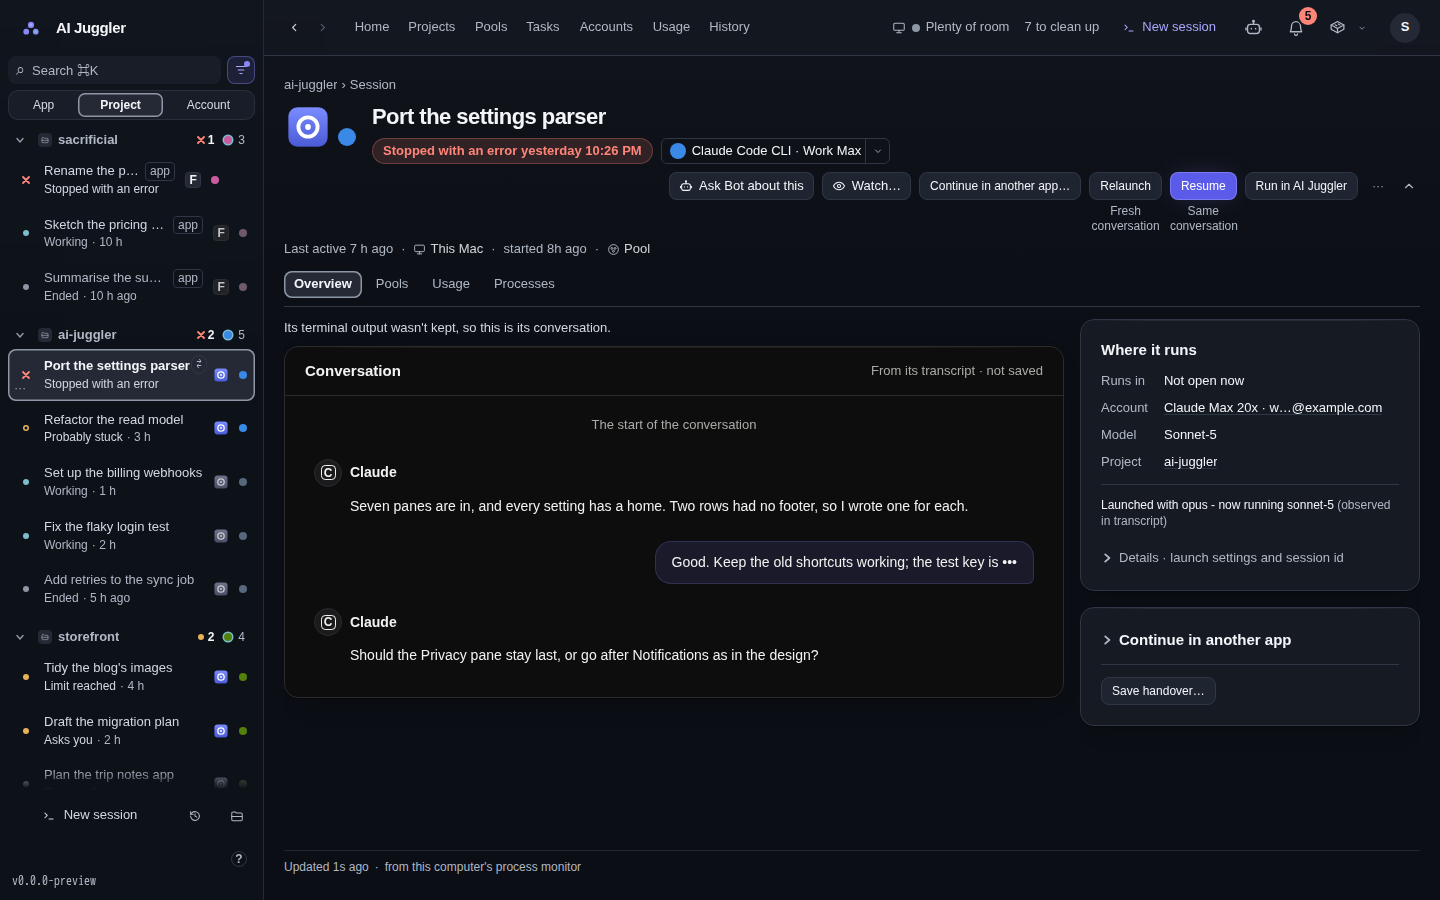 AI Juggler
Search ⌘K
App
Project
Account
sacrificial
1
3
Rename the p…
app
Stopped with an error
F
Sketch the pricing …
app
Working · 10 h
F
Summarise the su…
app
Ended · 10 h ago
F
ai-juggler
2
5
Port the settings parser
Stopped with an error
…
Refactor the read model
Probably stuck · 3 h
Set up the billing webhooks
Working · 1 h
Fix the flaky login test
Working · 2 h
Add retries to the sync job
Ended · 5 h ago
storefront
2
4
Tidy the blog's images
Limit reached · 4 h
Draft the migration plan
Asks you · 2 h
Plan the trip notes app
New session
?
v0.0.0-preview
Home
Projects
Pools
Tasks
Accounts
Usage
History
Plenty of room
7 to clean up
New session
5
S
ai-juggler › Session
Port the settings parser
Stopped with an error yesterday 10:26 PM
Claude Code CLI · Work Max
Ask Bot about this
Watch…
Continue in another app…
Relaunch
Resume
Run in AI Juggler
…
Fresh conversation
Same conversation
Last active 7 h ago · This Mac · started 8h ago · Pool
Overview
Pools
Usage
Processes
Its terminal output wasn't kept, so this is its conversation.
Conversation
From its transcript · not saved
The start of the conversation
C
Claude
Seven panes are in, and every setting has a home. Two rows had no footer, so I wrote one for each.
Good. Keep the old shortcuts working; the test key is •••
C
Claude
Should the Privacy pane stay last, or go after Notifications as in the design?
Where it runs
Runs in
Not open now
Account
Claude Max 20x · w…@example.com
Model
Sonnet-5
Project
ai-juggler
Launched with opus - now running sonnet-5 (observed
in transcript)
Details · launch settings and session id
Continue in another app
Save handover…
Updated 1s ago · from this computer's process monitor